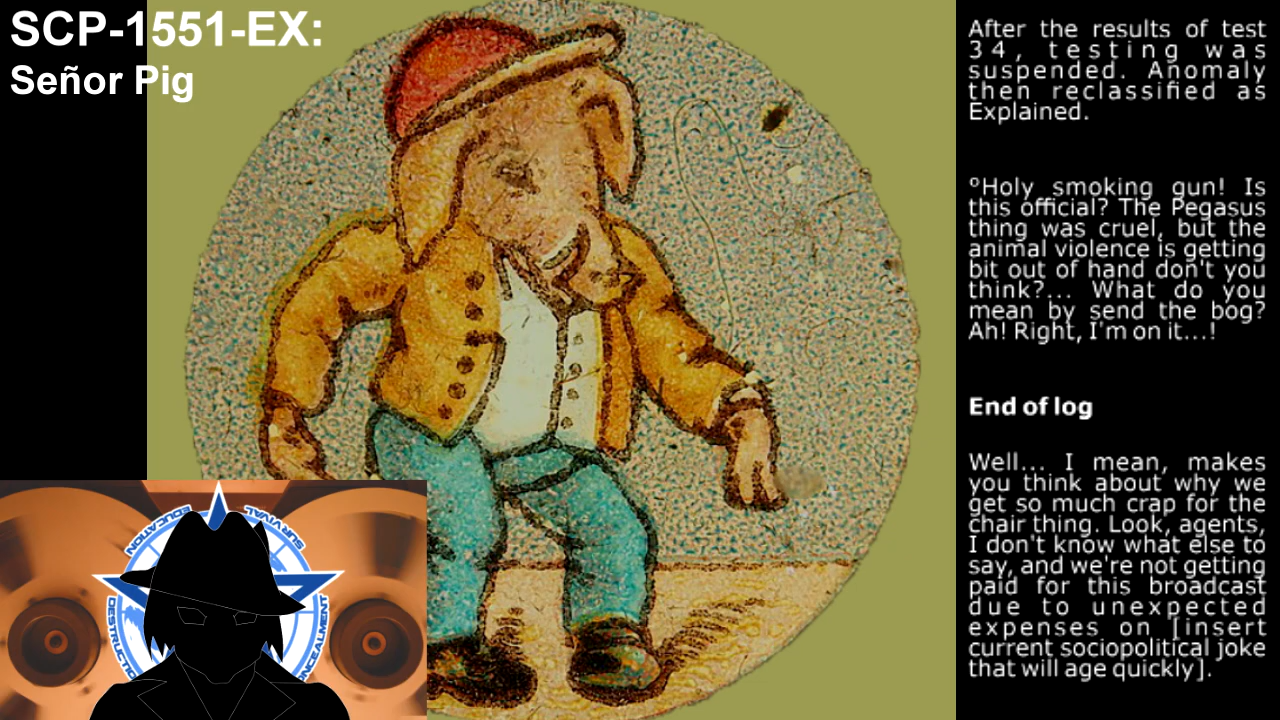 SCP-1551-EX:
Señor Pig
After the results of test
34, testing was
suspended. Anomaly
then reclassified as
Explained.
°Holy smoking gun! Is
this official? The Pegasus
thing was cruel, but the
animal violence is getting
bit out of hand don't you
think?... What do you
mean by send the bog?
Ah! Right, I'm on it...!
End of log
Well... I mean, makes
you think about why we
get so much crap for the
chair thing. Look, agents,
I don't know what else to
say, and we're not getting
paid for this broadcast
due to unexpected
expenses on [insert
current sociopolitical joke
that will age quickly].
EDUCATION
SURVIVAL